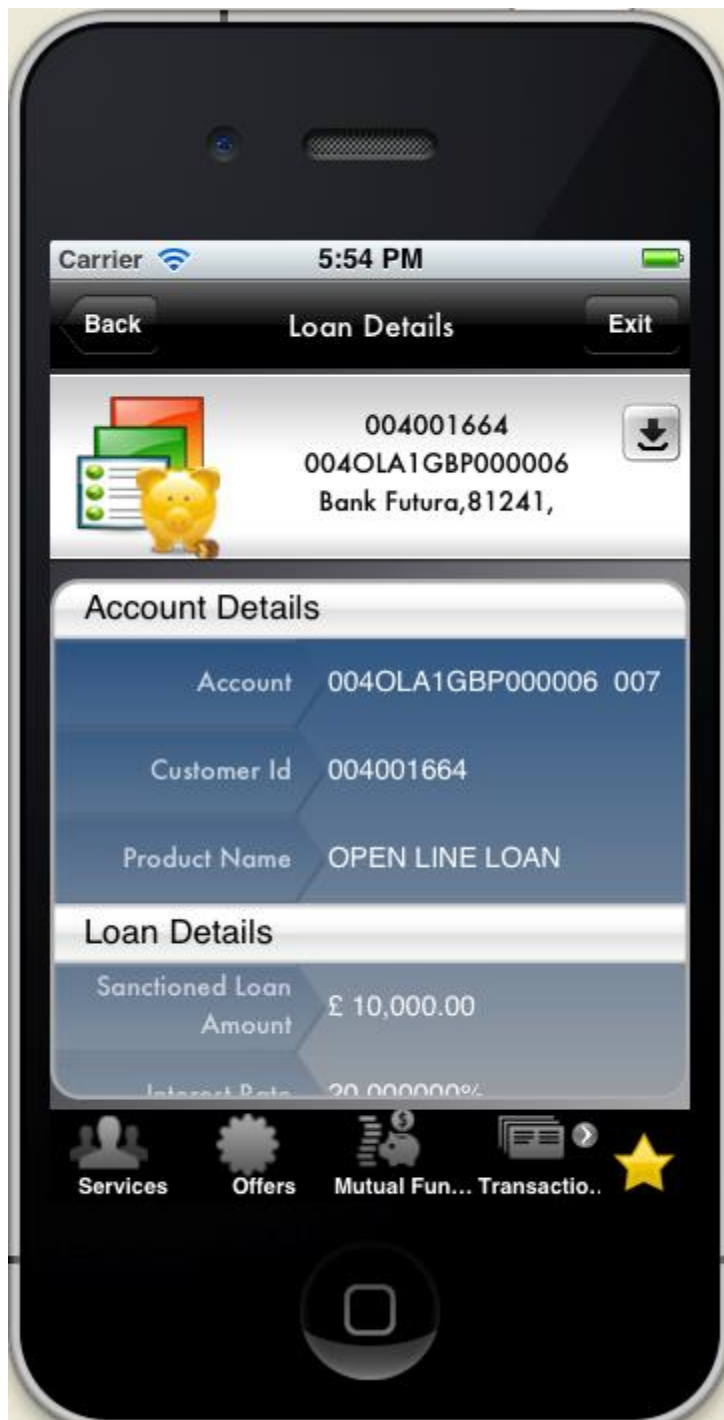 Carrier 5:54 PM
Back Loan Details Exit
004001664
004OLA1GBP000006
Bank Futura,81241,
Account Details
Account 004OLA1GBP000006 007
Customer Id 004001664
Product Name OPEN LINE LOAN
Loan Details
Sanctioned Loan
Amount
£ 10,000.00
Interest Rate
Services Offers Mutual Fun... Transactio..